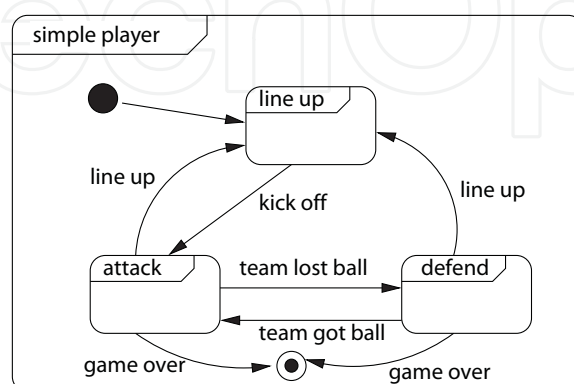 simple player
line up
line up
kick off
line up
attack
team lost ball
defend
team got ball
game over
game over